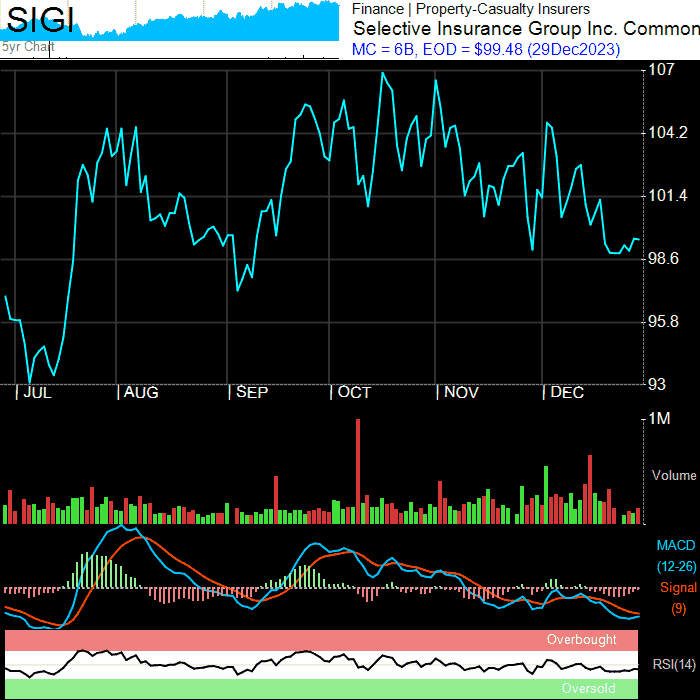 SIGI
5yr Chart
Finance | Property-Casualty Insurers
Selective Insurance Group Inc. Common
MC = 6B, EOD = $99.48 (29Dec2023)
107
104.2
101.4
98.6
95.8
93
JUL AUG SEP OCT NOV DEC
1M
Volume
MACD
(12-26)
Signal
(9)
Overbought
RSI(14)
Oversold